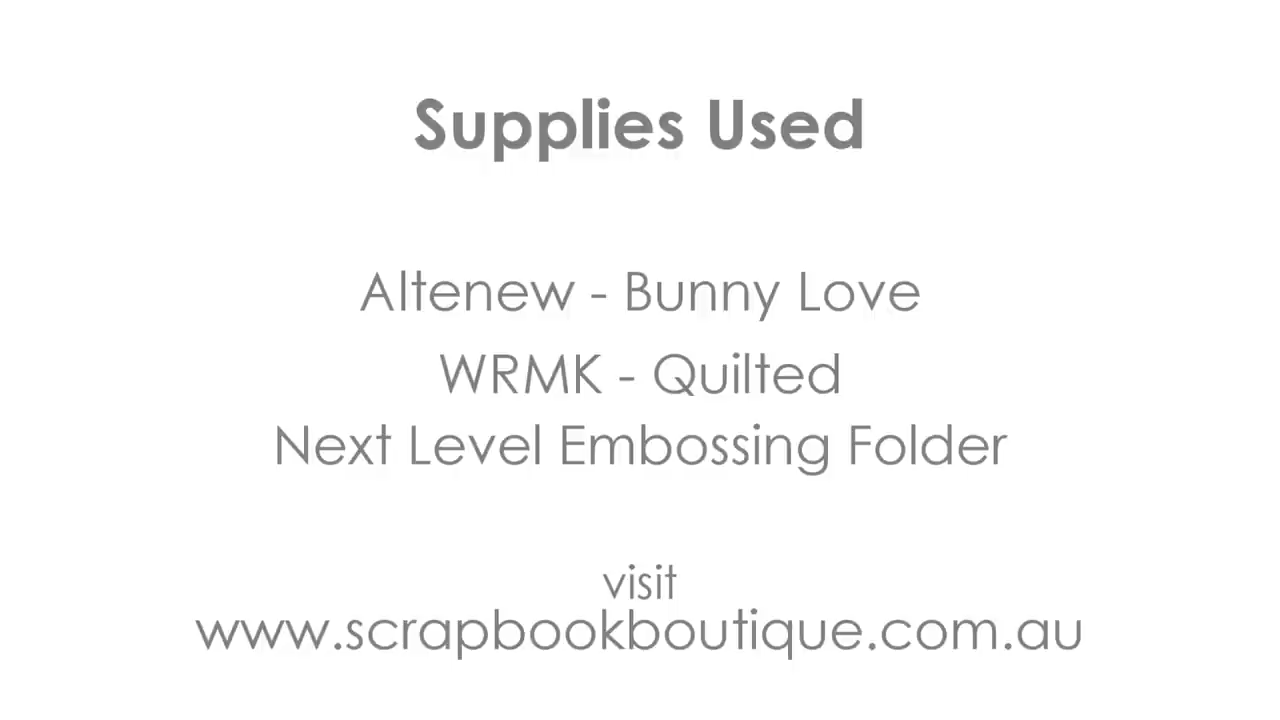 Supplies Used
Altenew - Bunny Love
WRMK - Quilted
Next Level Embossing Folder
visit
www.scrapbookboutique.com.au